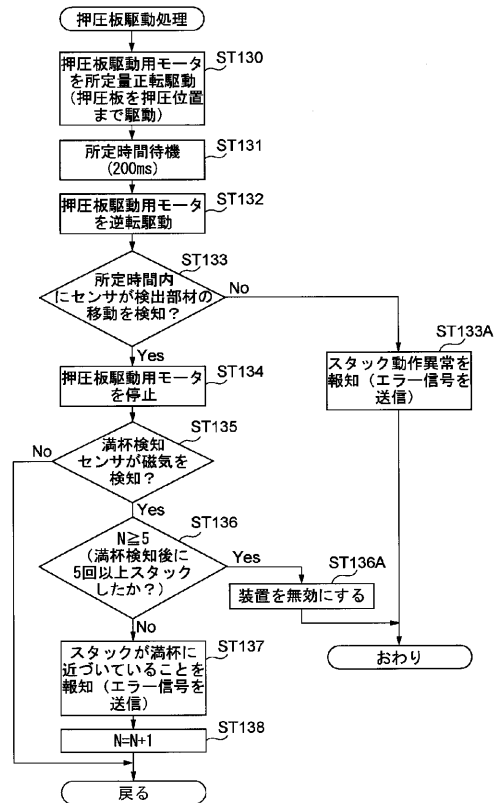 押圧板駆動処理
ST130
押圧板駆動用モータ
を所定量正転駆動
(押圧板を押圧位置
まで駆動)
ST131
所定時間待機
(200ms)
ST132
押圧板駆動用モータ
を逆転駆動
ST133
所定時間内
にセンサが検出部材の
移動を検知?
No
Yes
ST133A
スタック動作異常を
報知(エラー信号を
送信)
ST134
押圧板駆動用モータ
を停止
ST135
満杯検知
センサが磁気を
検知?
No
Yes
ST136
N≧5
(満杯検知後に
5回以上スタック
したか?)
Yes
ST136A
装置を無効にする
No
おわり
ST137
スタックが満杯に
近づいていることを
報知(エラー信号を
送信)
ST138
N=N+1
戻る